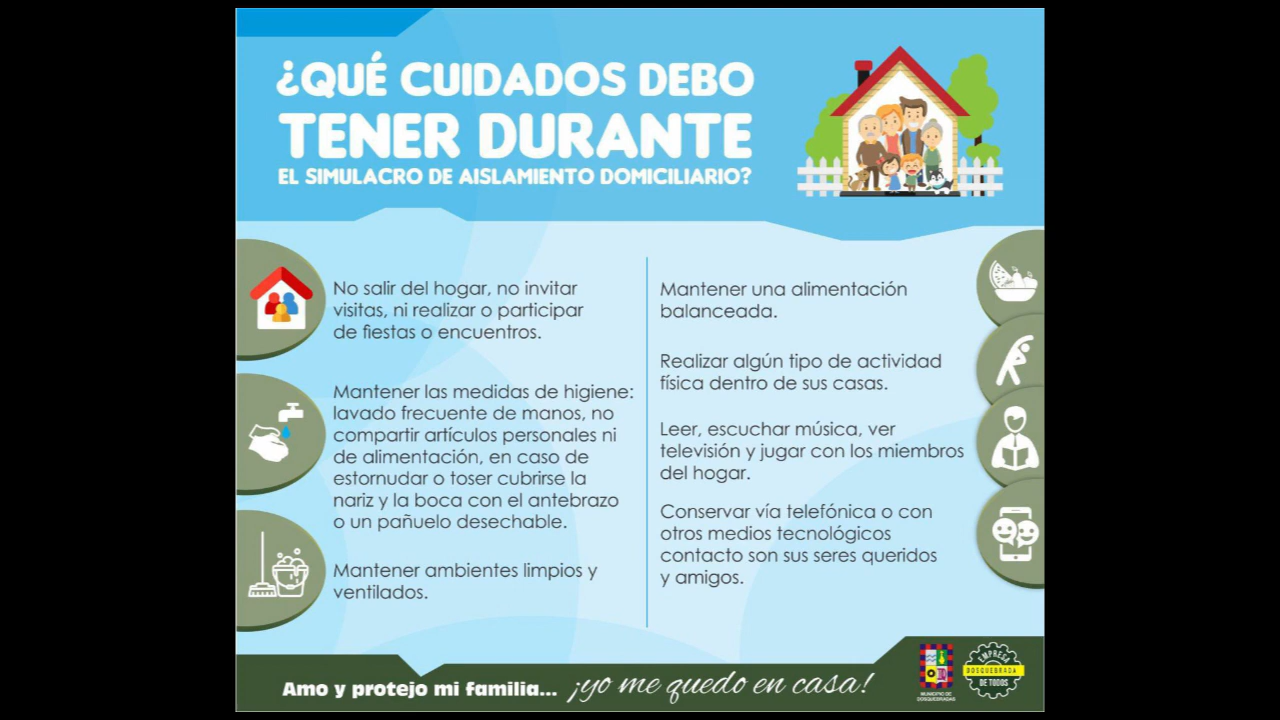 ¿QUÉ CUIDADOS DEBO
TENER DURANTE
EL SIMULACRO DE AISLAMIENTO DOMICILIARIO?
No salir del hogar, no invitar
visitas, ni realizar o participar
de fiestas o encuentros.
Mantener las medidas de higiene:
lavado frecuente de manos, no
compartir artículos personales ni
de alimentación, en caso de
estornudar o toser cubrirse la
nariz y la boca con el antebrazo
o un pañuelo desechable.
Mantener ambientes limpios y
ventilados.
Mantener una alimentación
balanceada.
Realizar algún tipo de actividad
física dentro de sus casas.
Leer, escuchar música, ver
televisión y jugar con los miembros
del hogar.
Conservar vía telefónica o con
otros medios tecnológicos
contacto son sus seres queridos
y amigos.
Amo y protejo mi familia... ¡yo me quedo en casa!
MUNICIPIO DE
DOSQUEBRADAS
EMPRESA
DOSQUEBRADA
DE TODOS